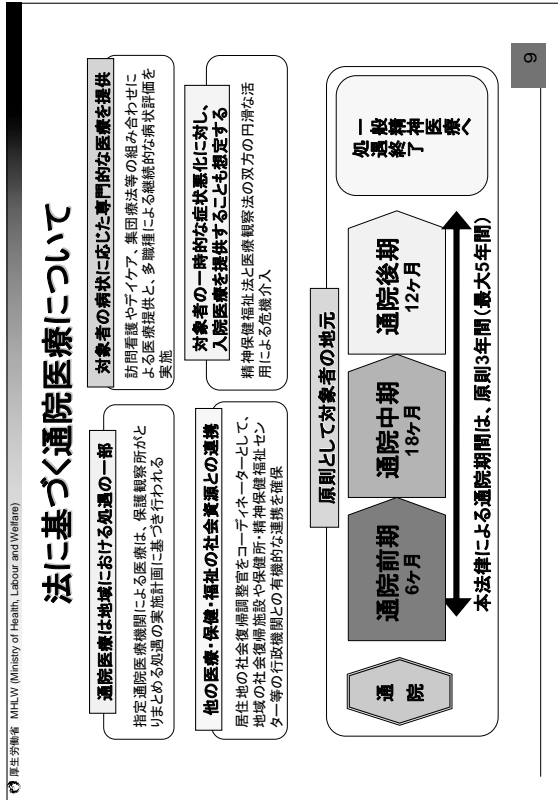 厚生労働省 MHLW (Ministry of Health, Labour and Welfare)
法に基づく通院医療について
通院医療は地域における処遇の一部
指定通院医療機関による医療は、保護観察所がと
りまとめる処遇の実施計画に基づき行われる
対象者の病状に応じた専門的な医療を提供
訪問看護やデイケア、集団療法等の組み合わせに
よる医療提供と、多職種による継続的な病状評価を
実施
他の医療・保健・福祉の社会資源との連携
居住地の社会復帰調整官をコーディネーターとして、
地域の社会復帰施設や保健所・精神保健福祉セン
ター等の行政機関との有機的な連携を確保
対象者の一時的な症状悪化に対し、
入院医療を提供することも想定する
精神保健福祉法と医療観察法の双方の円滑な活
用による危機介入
原則として対象者の地元
通
院
通院前期
6ヶ月
通院中期
18ヶ月
通院後期
12ヶ月
処遇終了
一般精神医療へ
本法律による通院期間は、原則3年間(最大5年間)
9